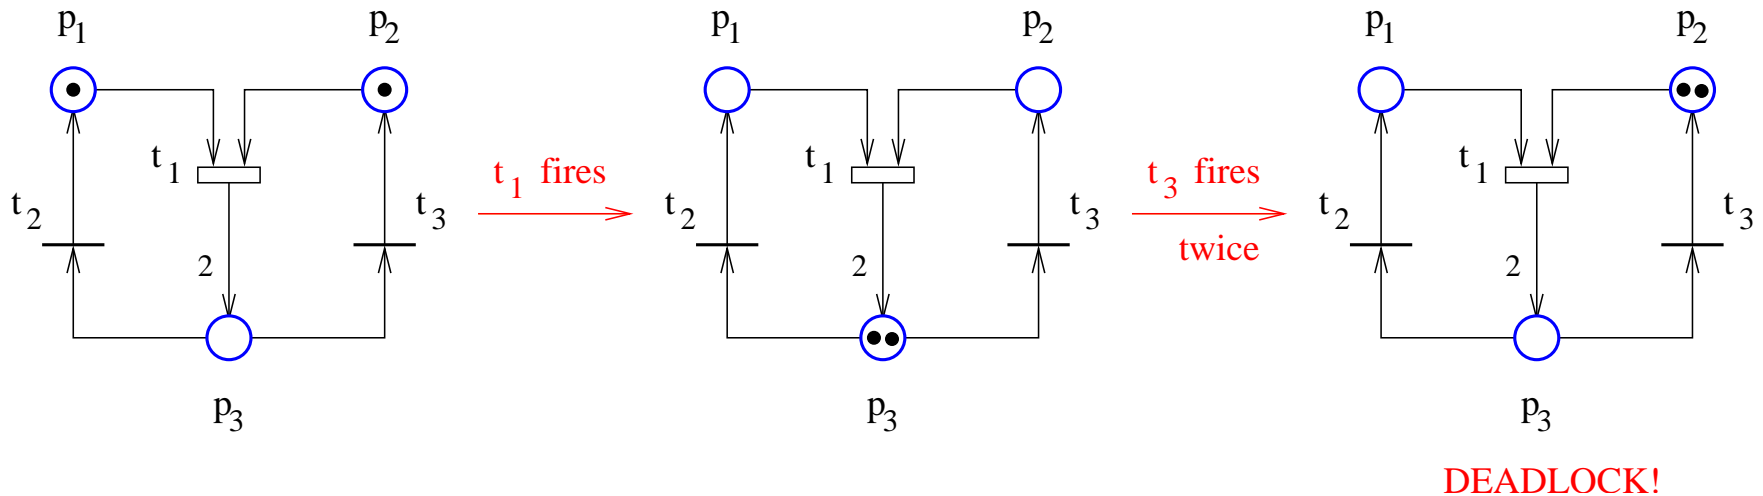 p1 p2 p1 p2 p1 p2
t1 t1 fires t1 t3 fires t1
t2 t3 t2 t3 t2 t3
2 2 twice 2
p3 p3 p3
DEADLOCK!